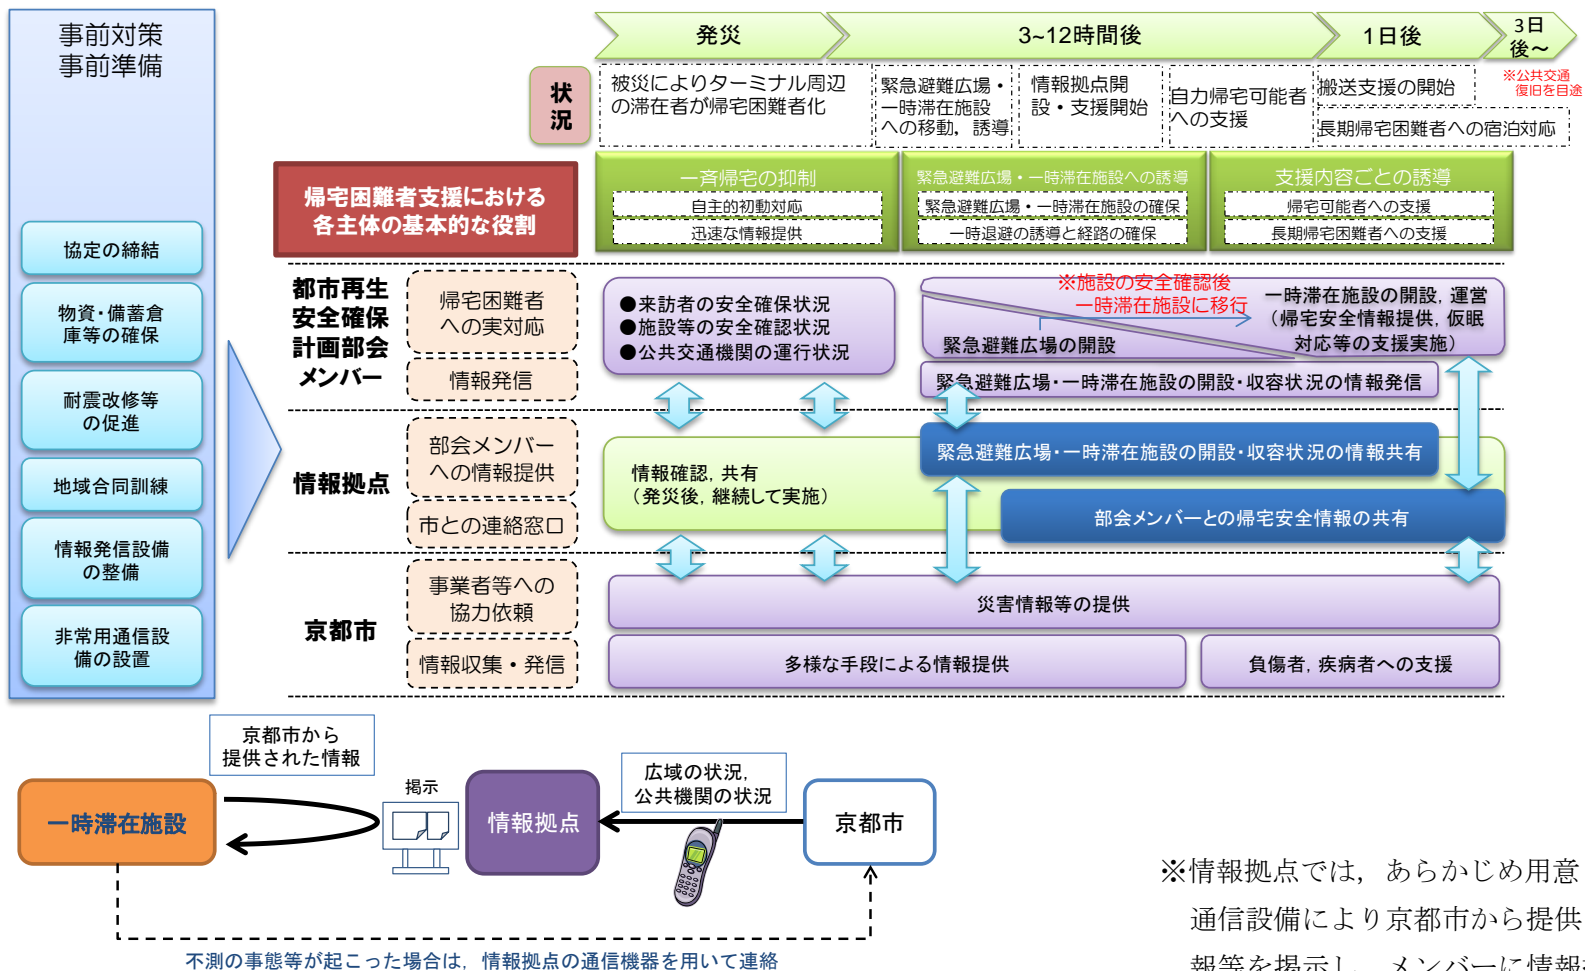 事前対策
事前準備
協定の締結
物資・備蓄倉
庫等の確保
耐震改修等
の促進
地域合同訓練
情報発信設備
の整備
非常用通信設
備の設置
発災
3~12時間後
1日後
3日
後～
※公共交通
復旧を目途
状
況
被災によりターミナル周辺
の滞在者が帰宅困難者化
緊急避難広場・
一時滞在施設
への移動，誘導
情報拠点開
設・支援開始
自力帰宅可能者
への支援
搬送支援の開始
長期帰宅困難者への宿泊対応
帰宅困難者支援における
各主体の基本的な役割
一斉帰宅の抑制
自主的初動対応
迅速な情報提供
緊急避難広場・一時滞在施設への誘導
緊急避難広場・一時滞在施設の確保
一時退避の誘導と経路の確保
支援内容ごとの誘導
帰宅可能者への支援
長期帰宅困難者への支援
都市再生
安全確保
計画部会
メンバー
帰宅困難者
への実対応
情報発信
●来訪者の安全確保状況
●施設等の安全確認状況
●公共交通機関の運行状況
※施設の安全確認後
一時滞在施設に移行
緊急避難広場の開設
一時滞在施設の開設，運営
（帰宅安全情報提供，仮眠
対応等の支援実施）
緊急避難広場・一時滞在施設の開設・収容状況の情報発信
情報拠点
部会メンバー
への情報提供
市との連絡窓口
情報確認，共有
（発災後，継続して実施）
緊急避難広場・一時滞在施設の開設・収容状況の情報共有
部会メンバーとの帰宅安全情報の共有
京都市
事業者等への
協力依頼
情報収集・発信
災害情報等の提供
多様な手段による情報提供
負傷者，疾病者への支援
京都市から
提供された情報
一時滞在施設
掲示
情報拠点
広域の状況，
公共機関の状況
京都市
不測の事態等が起こった場合は，情報拠点の通信機器を用いて連絡
※情報拠点では，あらかじめ用意
通信設備により京都市から提供
報等を掲示し，メンバーに情報